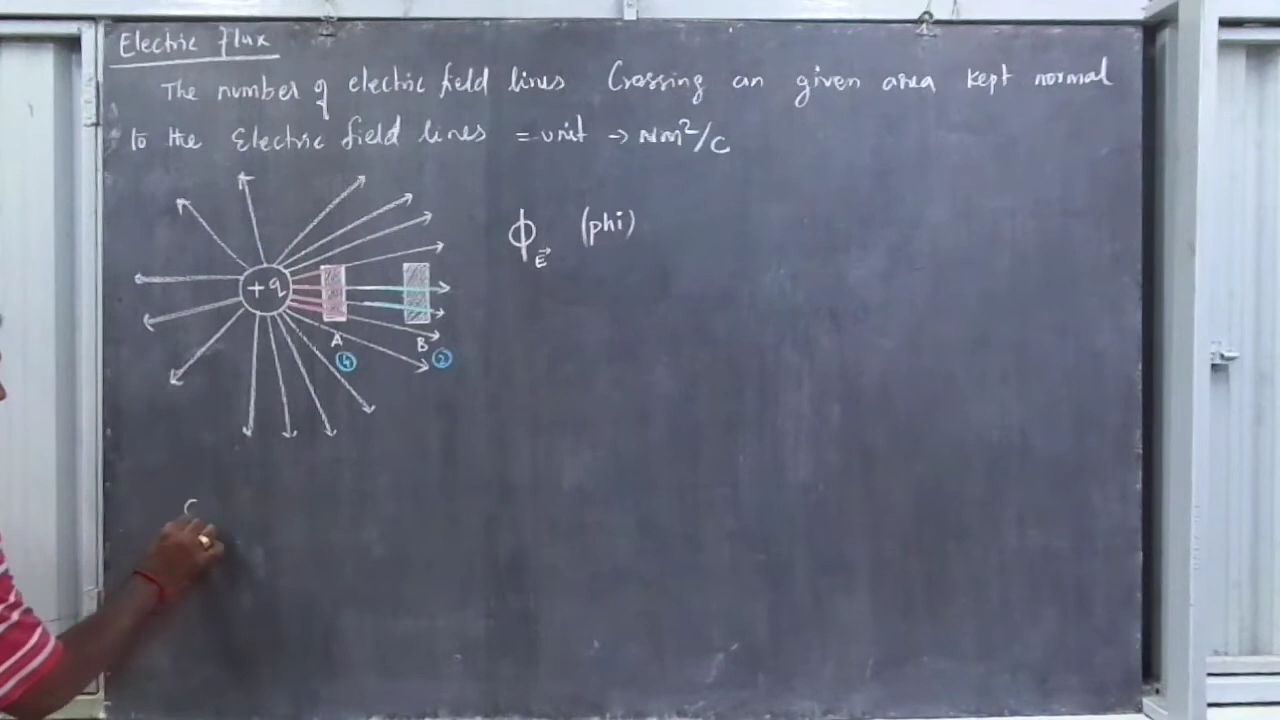 Electric flux
The number of electric field lines Crossing an given area kept normal
to the Electric field lines = unit → Nm²/C
ϕ_E⃗ (phi)
+q
A B
④ ②